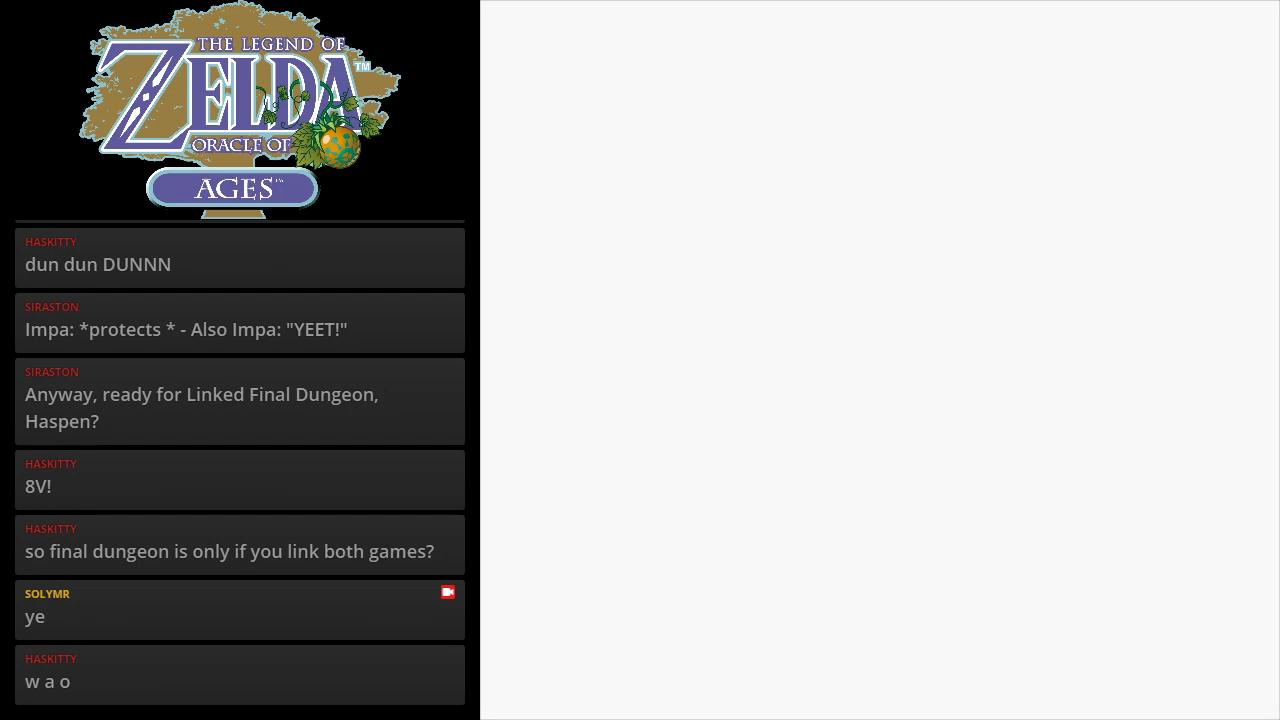 THE LEGEND OF
ZELDA™
ORACLE OF
AGES™
HASKITTY
dun dun DUNNN
SIRASTON
Impa: *protects * - Also Impa: "YEET!"
SIRASTON
Anyway, ready for Linked Final Dungeon,
Haspen?
HASKITTY
8V!
HASKITTY
so final dungeon is only if you link both games?
SOLYMR
ye
HASKITTY
w a o